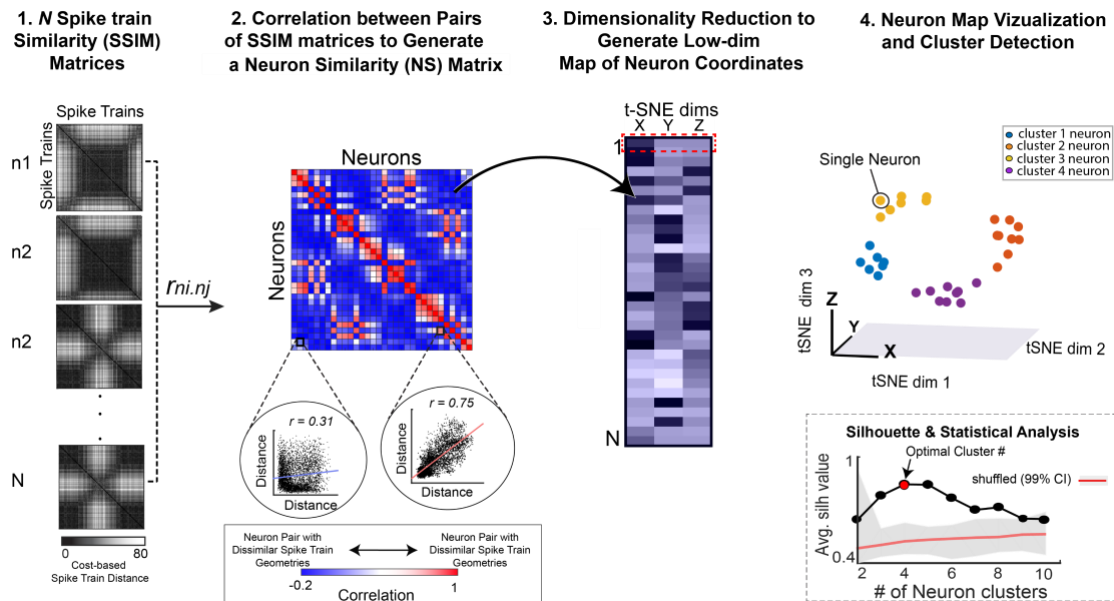 1. N Spike train
Similarity (SSIM)
Matrices
2. Correlation between Pairs
of SSIM matrices to Generate
a Neuron Similarity (NS) Matrix
3. Dimensionality Reduction to
Generate Low-dim
Map of Neuron Coordinates
4. Neuron Map Vizualization
and Cluster Detection
Spike Trains
Spike Trains
n1
n2
n2
N
0 80
Cost-based
Spike Train Distance
rni.nj
Neurons
Neurons
r = 0.31
Distance
Distance
r = 0.75
Distance
Distance
Neuron Pair with
Dissimilar Spike Train
Geometries
Neuron Pair with
Dissimilar Spike Train
Geometries
-0.2 1
Correlation
t-SNE dims
X Y Z
1
N
cluster 1 neuron
cluster 2 neuron
cluster 3 neuron
cluster 4 neuron
Single Neuron
tSNE dim 3
Z
Y
X
tSNE dim 2
tSNE dim 1
Silhouette & Statistical Analysis
Optimal Cluster #
shuffled (99% CI)
Avg. silh value
1
0.4
2 4 6 8 10
# of Neuron clusters